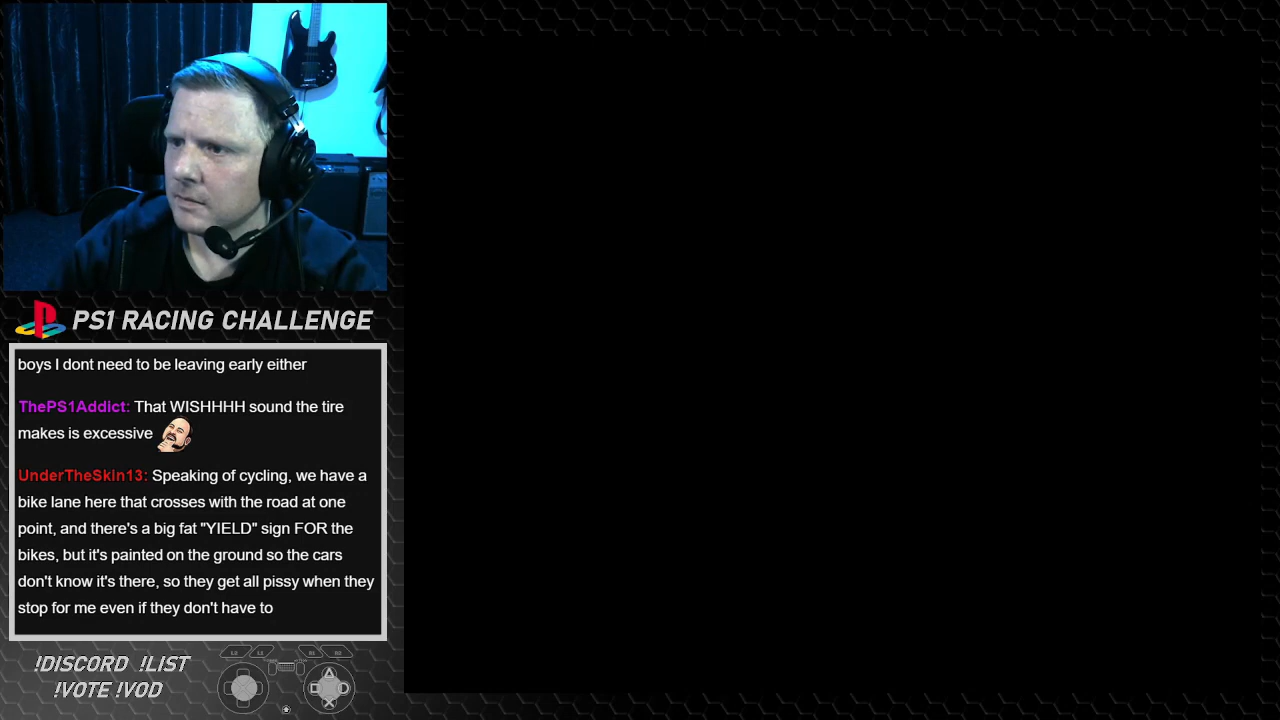 PS1 RACING CHALLENGE
boys I dont need to be leaving early either
ThePS1Addict: That WISHHHH sound the tire
makes is excessive
UnderTheSkin13: Speaking of cycling, we have a
bike lane here that crosses with the road at one
point, and there's a big fat "YIELD" sign FOR the
bikes, but it's painted on the ground so the cars
don't know it's there, so they get all pissy when they
stop for me even if they don't have to
!DISCORD !LIST
!VOTE !VOD
L2 L1 R1 R2